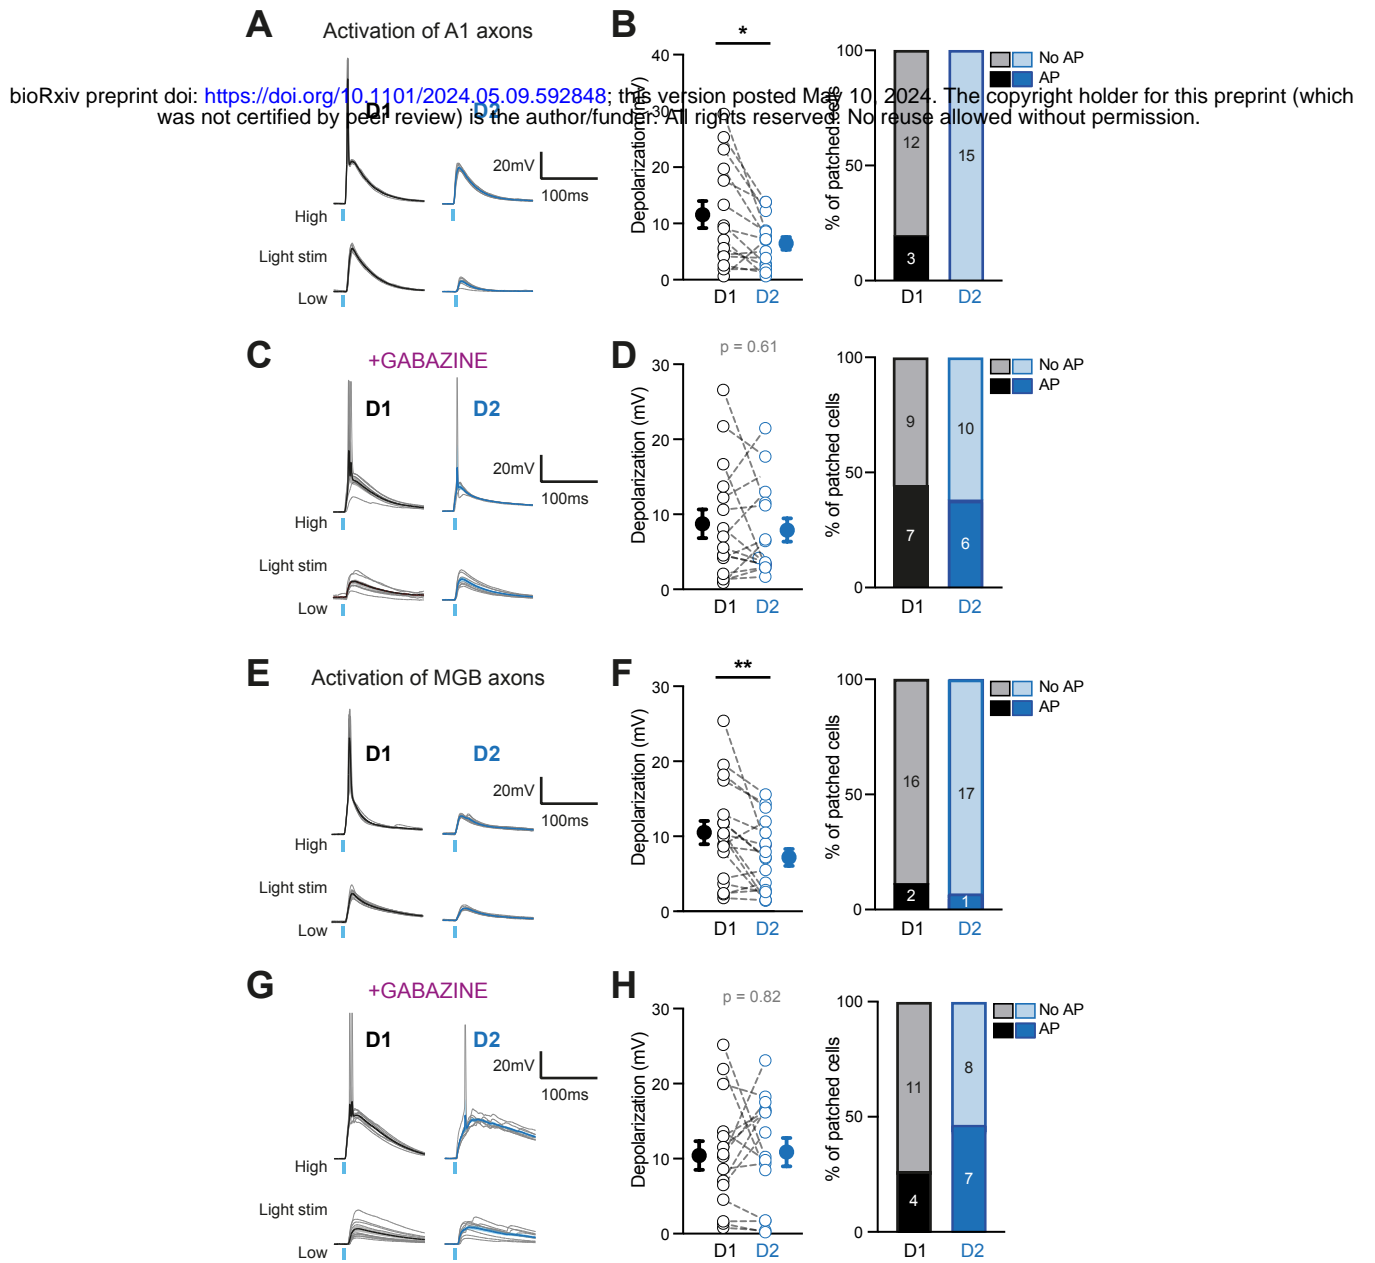 A Activation of A1 axons
B
*
bioRxiv preprint doi: https://doi.org/10.1101/2024.05.09.592848; this version posted May 10, 2024. The copyright holder for this preprint (which
was not certified by peer review) is the author/funder. All rights reserved. No reuse allowed without permission.
D1
D2
20mV
100ms
High
Light stim
Low
Depolarization (mV)
40
30
20
10
0
D1
D2
% of patched cells
100
50
0
No AP
AP
12
3
15
D1
D2
C +GABAZINE
D1
D2
20mV
100ms
High
Light stim
Low
D
p = 0.61
Depolarization (mV)
30
20
10
0
D1
D2
% of patched cells
100
50
0
No AP
AP
9
7
10
6
D1
D2
E Activation of MGB axons
D1
D2
20mV
100ms
High
Light stim
Low
F
**
Depolarization (mV)
30
20
10
0
D1
D2
% of patched cells
100
50
0
No AP
AP
16
2
17
1
D1
D2
G +GABAZINE
D1
D2
20mV
100ms
High
Light stim
Low
H
p = 0.82
Depolarization (mV)
30
20
10
0
D1
D2
% of patched cells
100
50
0
No AP
AP
11
4
8
7
D1
D2